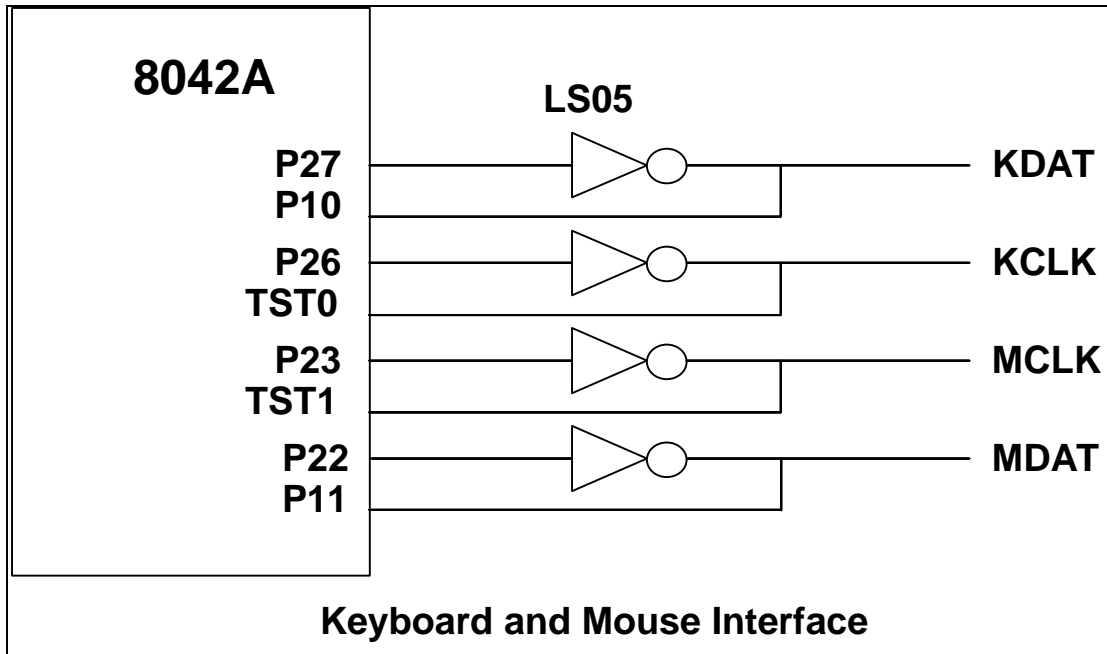 8042A
LS05
P27
KDAT
P10
P26
KCLK
TST0
P23
MCLK
TST1
P22
MDAT
P11
Keyboard and Mouse Interface